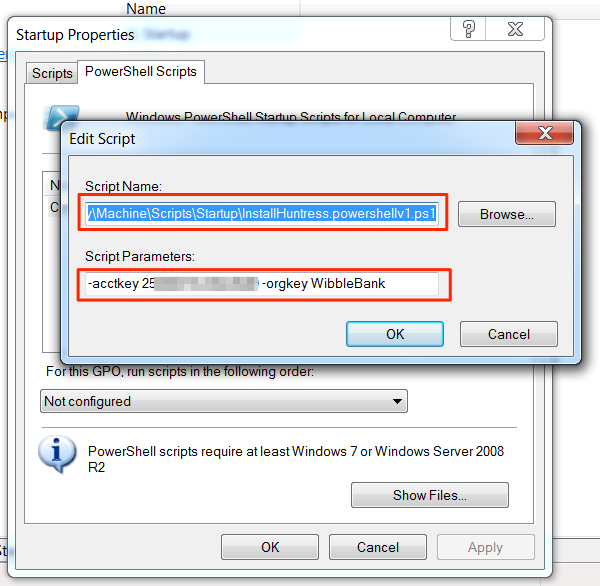 Name
Startup Properties
Scripts
PowerShell Scripts
Windows PowerShell Startup Scripts for Local Computer
Edit Script
Script Name:
\Machine\Scripts\Startup\InstallHuntress.powershellv1.ps1
Browse...
Script Parameters:
-acctkey 25 -orgkey WibbleBank
OK
Cancel
For this GPO, run scripts in the following order:
Not configured
PowerShell scripts require at least Windows 7 or Windows Server 2008
R2
Show Files...
OK
Cancel
Apply